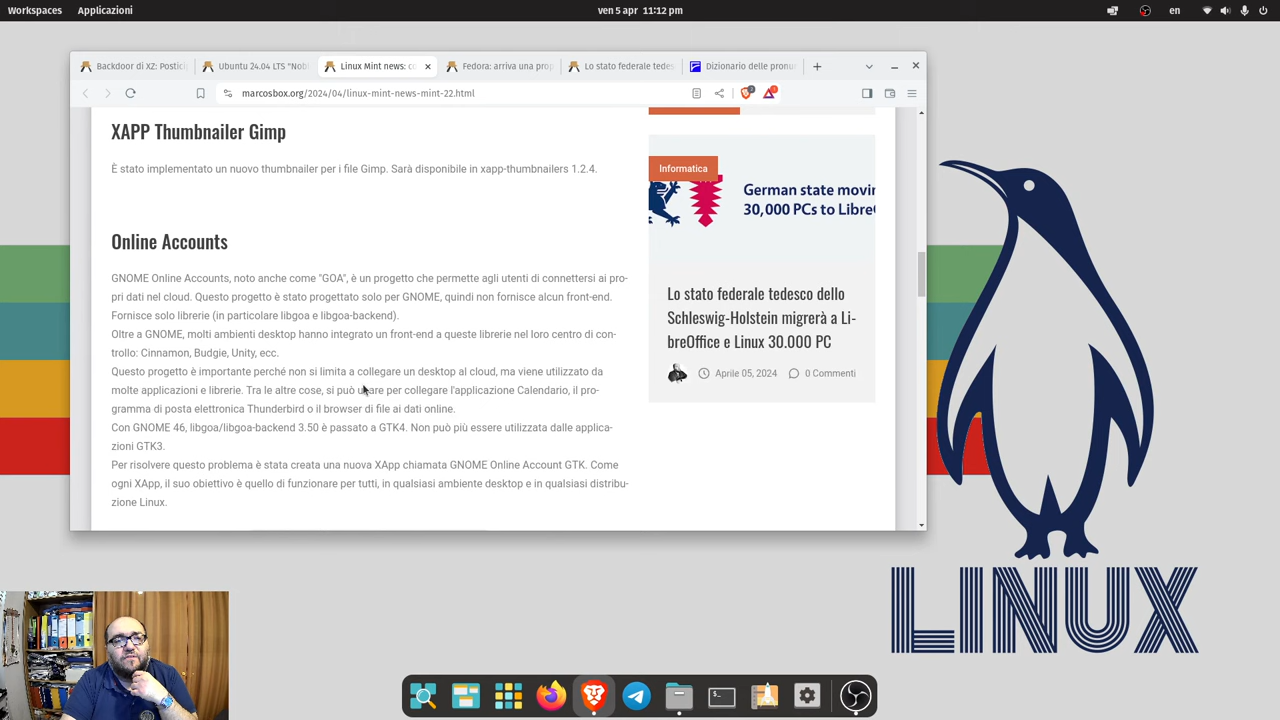 Workspaces
Applicazioni
ven 5 apr 11:12 pm
en
Backdoor di XZ: Postici
Ubuntu 24.04 LTS "Nobl
Linux Mint news: co
Fedora: arriva una prop
Lo stato federale tedes
Dizionario delle pronu
marcosbox.org/2024/04/linux-mint-news-mint-22.html
XAPP Thumbnailer Gimp
È stato implementato un nuovo thumbnailer per i file Gimp. Sarà disponibile in xapp-thumbnailers 1.2.4.
Online Accounts
GNOME Online Accounts, noto anche come "GOA", è un progetto che permette agli utenti di connettersi ai pro-
pri dati nel cloud. Questo progetto è stato progettato solo per GNOME, quindi non fornisce alcun front-end.
Fornisce solo librerie (in particolare libgoa e libgoa-backend).
Oltre a GNOME, molti ambienti desktop hanno integrato un front-end a queste librerie nel loro centro di con-
trollo: Cinnamon, Budgie, Unity, ecc.
Questo progetto è importante perché non si limita a collegare un desktop al cloud, ma viene utilizzato da
molte applicazioni e librerie. Tra le altre cose, si può usare per collegare l'applicazione Calendario, il pro-
gramma di posta elettronica Thunderbird o il browser di file ai dati online.
Con GNOME 46, libgoa/libgoa-backend 3.50 è passato a GTK4. Non può più essere utilizzata dalle applica-
zioni GTK3.
Per risolvere questo problema è stata creata una nuova XApp chiamata GNOME Online Account GTK. Come
ogni XApp, il suo obiettivo è quello di funzionare per tutti, in qualsiasi ambiente desktop e in qualsiasi distribu-
zione Linux.
Informatica
German state movin
30,000 PCs to Libre
Lo stato federale tedesco dello
Schleswig-Holstein migrerà a Li-
breOffice e Linux 30.000 PC
Aprile 05, 2024
0 Commenti
LINUX